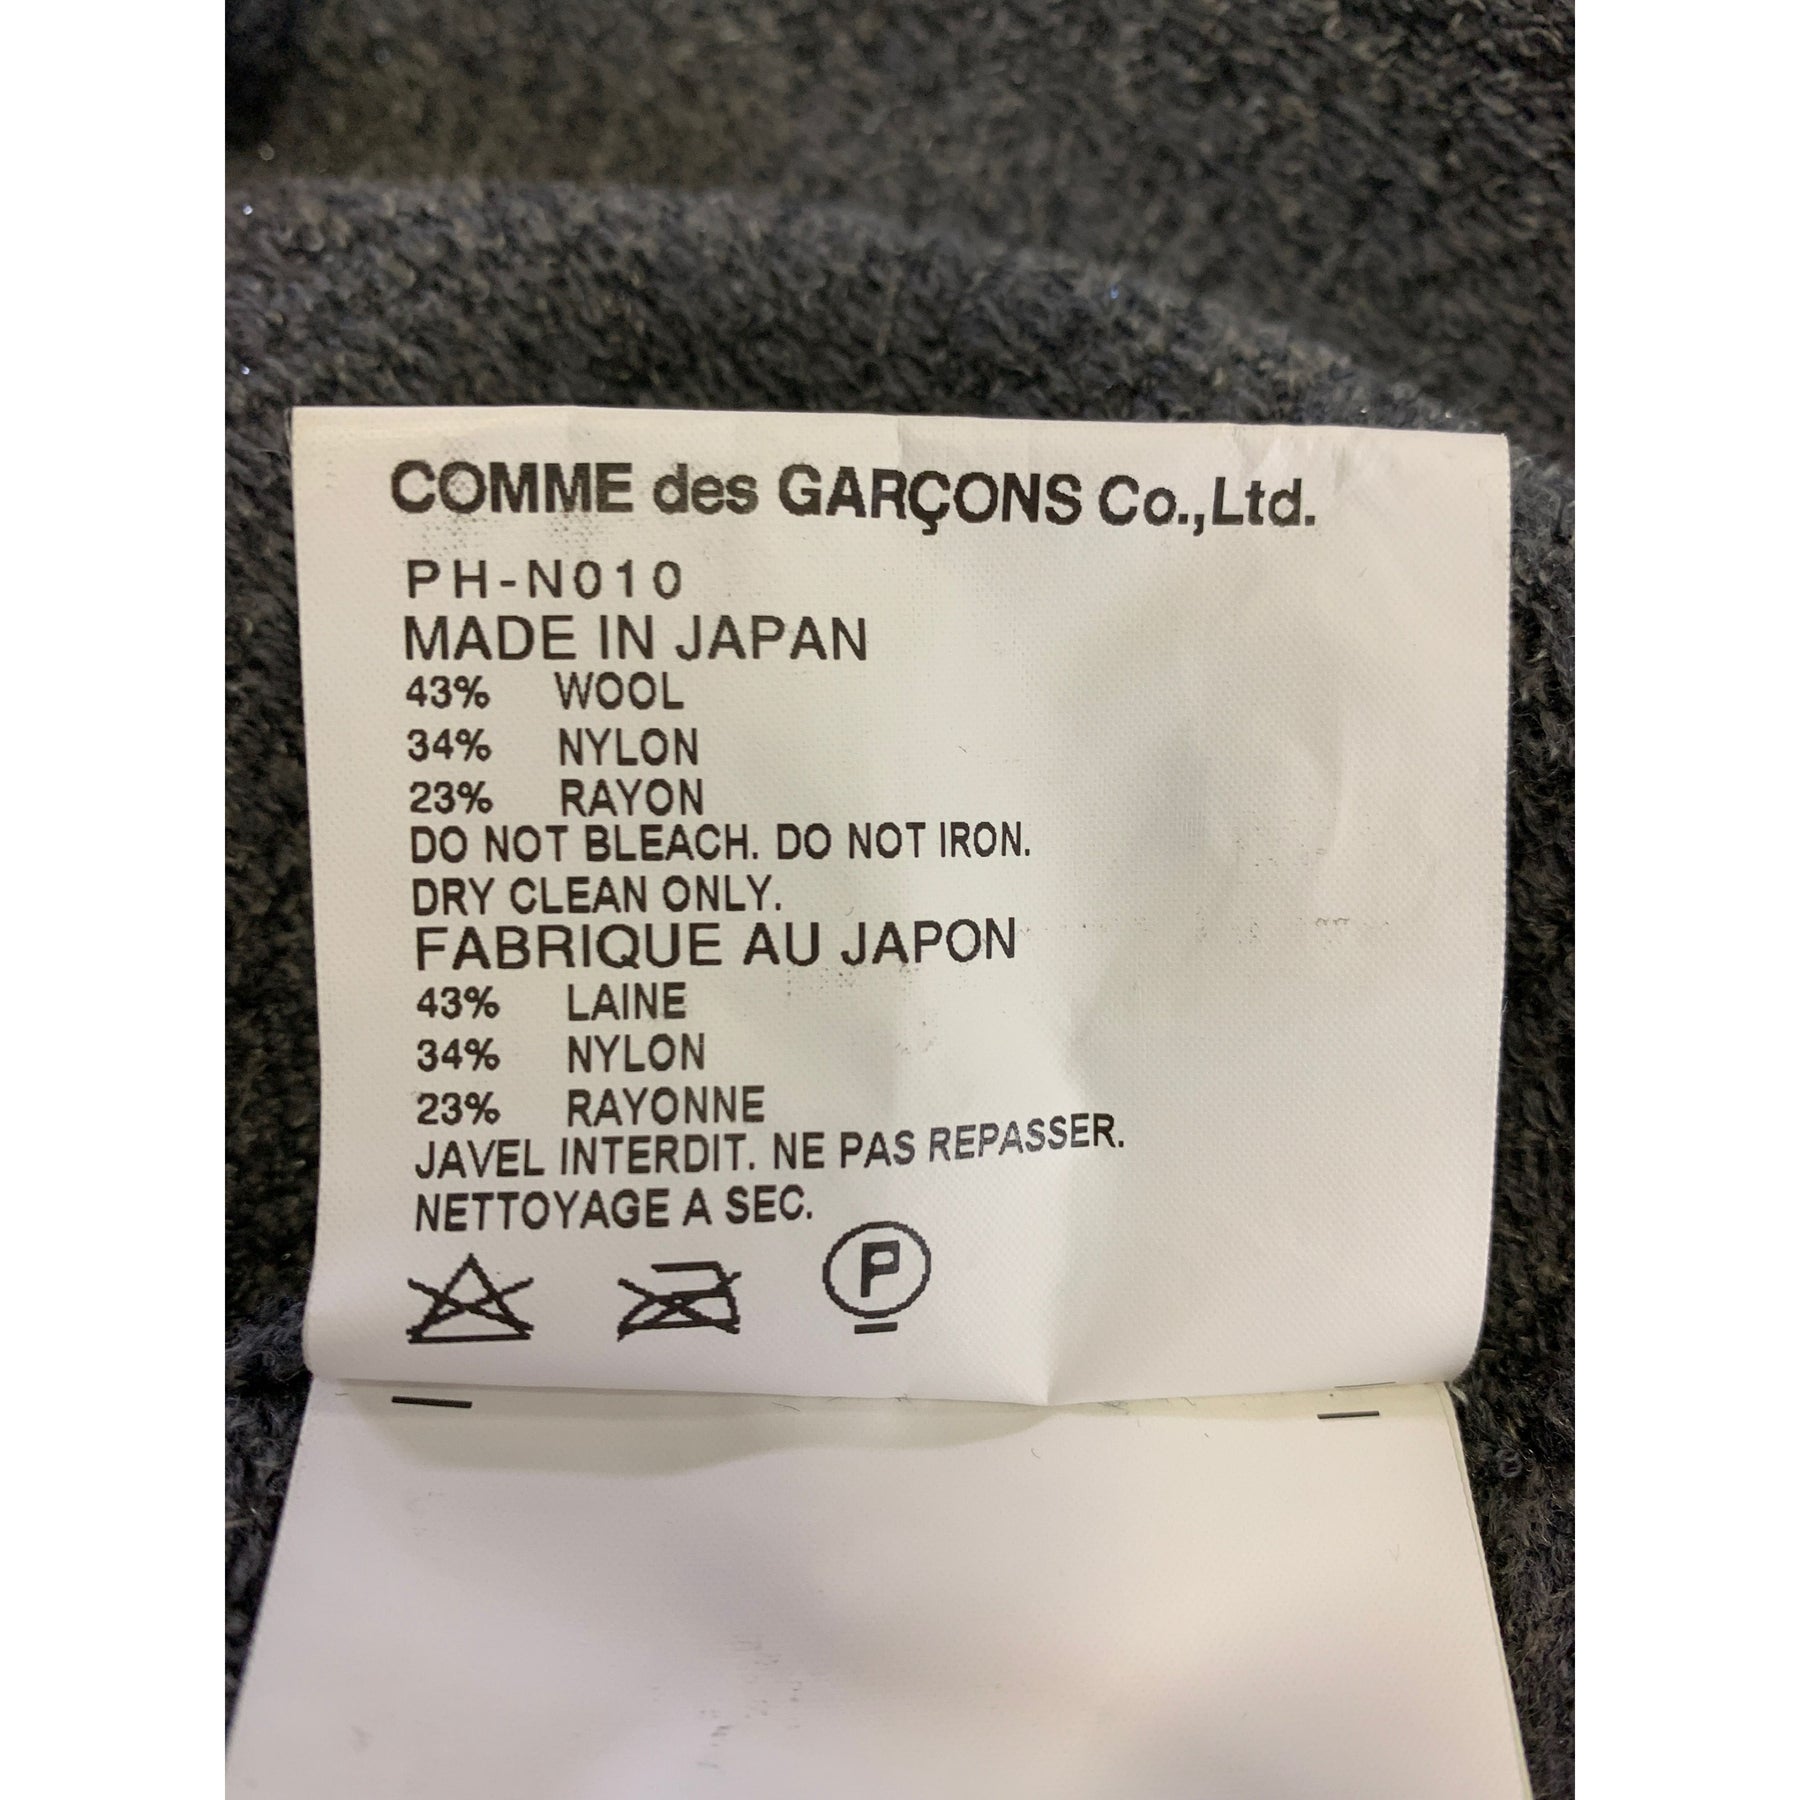 COMME des GARÇONS Co.,Ltd.
PH-N010
MADE IN JAPAN
43% WOOL
34% NYLON
23% RAYON
DO NOT BLEACH. DO NOT IRON.
DRY CLEAN ONLY.
FABRIQUE AU JAPON
43% LAINE
34% NYLON
23% RAYONNE
JAVEL INTERDIT. NE PAS REPASSER.
NETTOYAGE A SEC.
P